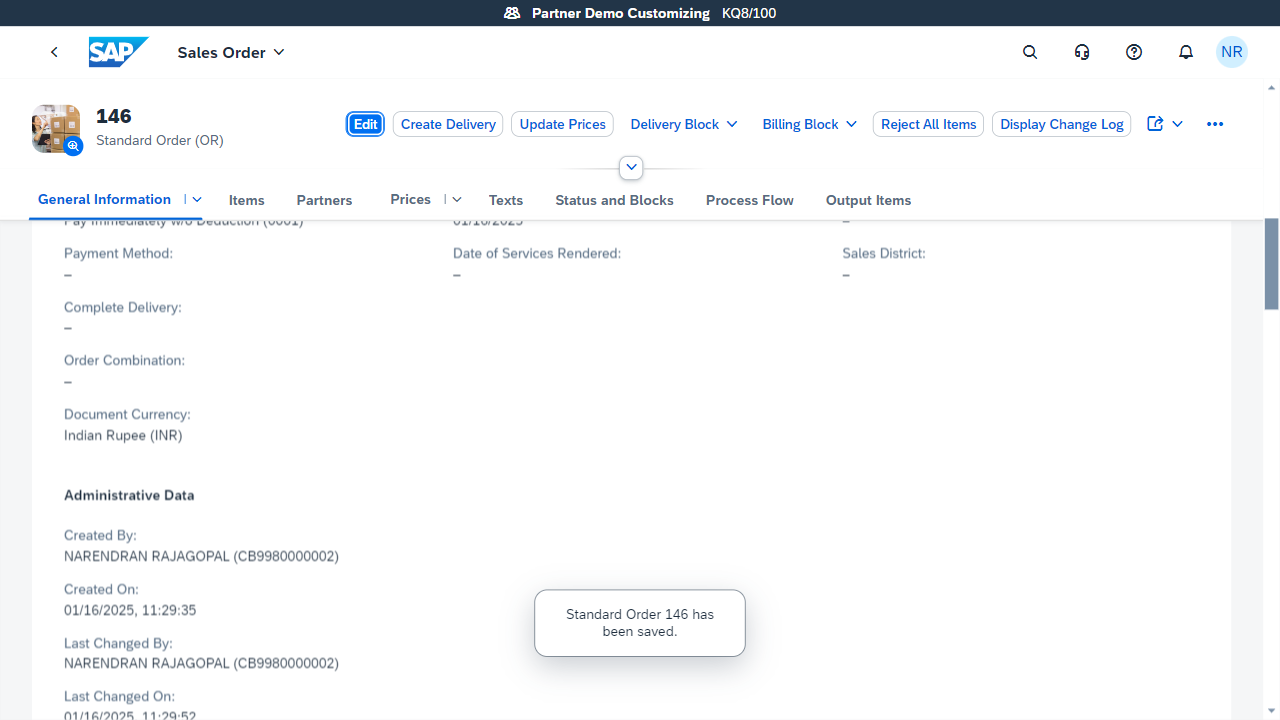 Partner Demo Customizing KQ8/100
SAP Sales Order NR
146
Standard Order (OR)
Edit Create Delivery Update Prices Delivery Block Billing Block Reject All Items Display Change Log
General Information Items Partners Prices Texts Status and Blocks Process Flow Output Items
Pay Immediately w/o Deduction (0001) 01/16/2025 –
Payment Method: Date of Services Rendered: Sales District:
– – –
Complete Delivery:
–
Order Combination:
–
Document Currency:
Indian Rupee (INR)
Administrative Data
Created By:
NARENDRAN RAJAGOPAL (CB9980000002)
Created On:
01/16/2025, 11:29:35
Last Changed By:
NARENDRAN RAJAGOPAL (CB9980000002)
Last Changed On:
01/16/2025, 11:29:52
Standard Order 146 has
been saved.